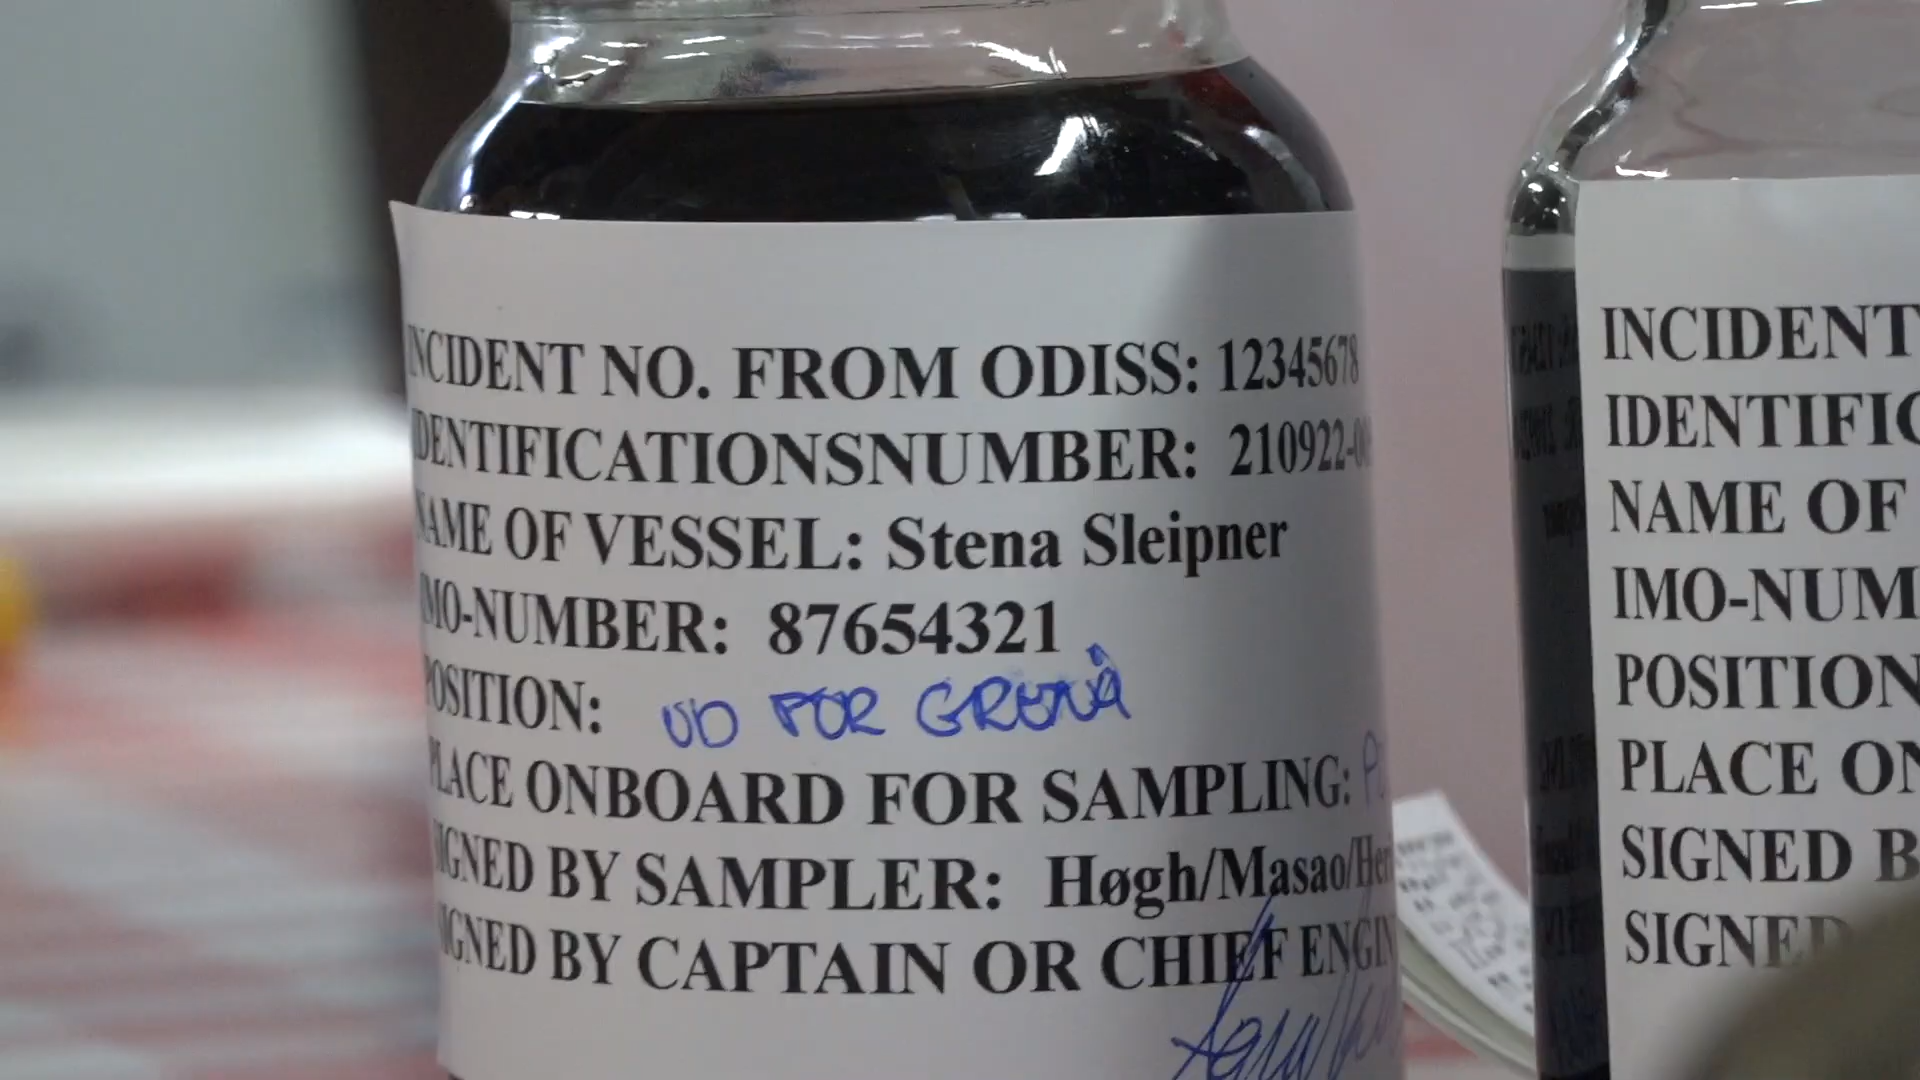 INCIDENT NO. FROM ODISS: 12345678
IDENTIFICATIONSNUMBER: 210922-00
NAME OF VESSEL: Stena Sleipner
IMO-NUMBER: 87654321
POSITION: UD FOR GRENÅ
PLACE ONBOARD FOR SAMPLING:
SIGNED BY SAMPLER: Høgh/Masao/Her
SIGNED BY CAPTAIN OR CHIEF ENGIN
INCIDENT
IDENTIFIC
NAME OF
IMO-NUM
POSITION
PLACE ON
SIGNED B
SIGNED